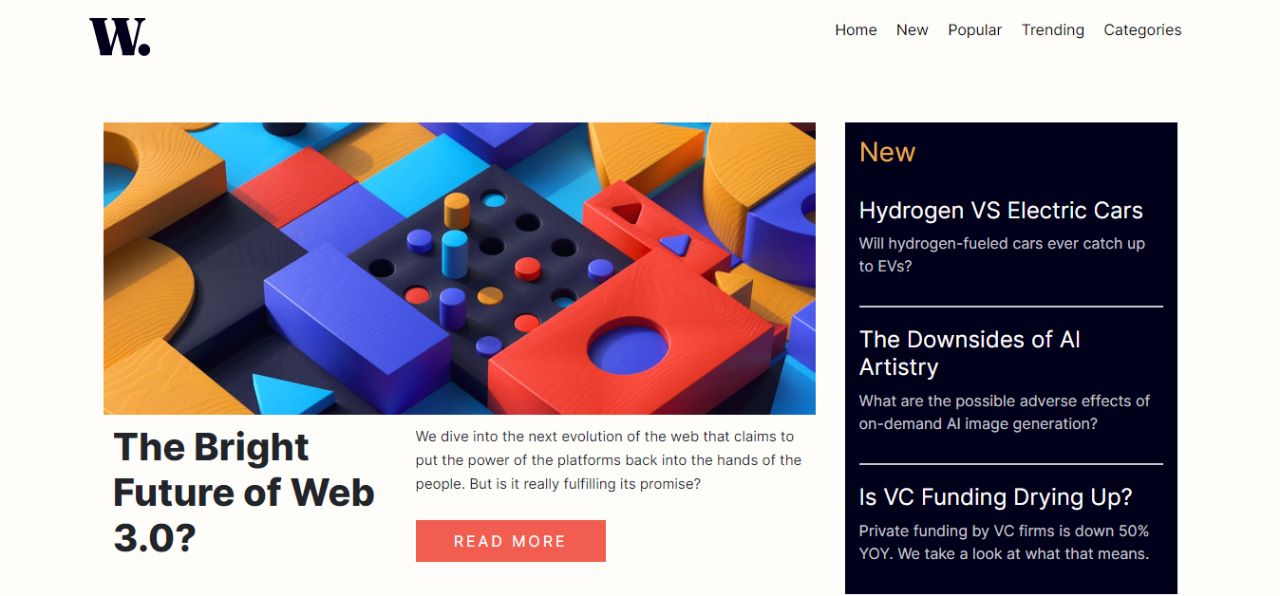 W.
Home New Popular Trending Categories
The Bright
Future of Web
3.0?
We dive into the next evolution of the web that claims to
put the power of the platforms back into the hands of the
people. But is it really fulfilling its promise?
READ MORE
New
Hydrogen VS Electric Cars
Will hydrogen-fueled cars ever catch up
to EVs?
The Downsides of AI
Artistry
What are the possible adverse effects of
on-demand AI image generation?
Is VC Funding Drying Up?
Private funding by VC firms is down 50%
YOY. We take a look at what that means.